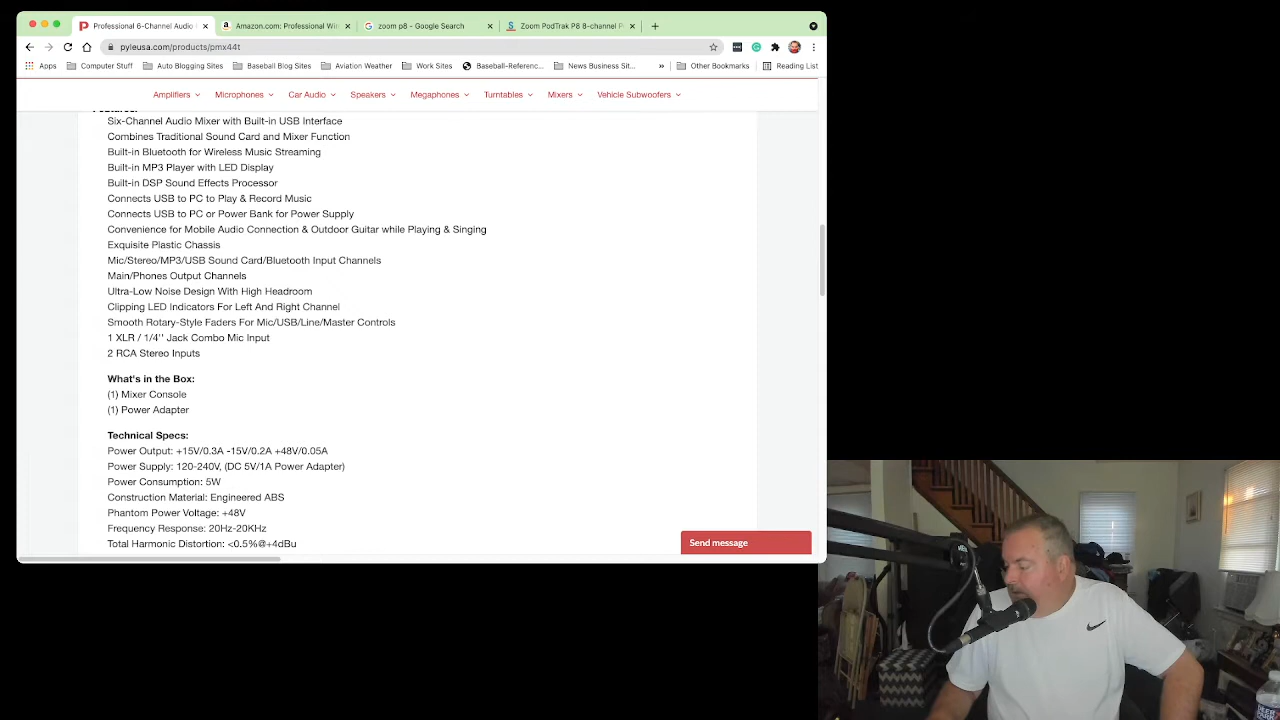 Professional 6-Channel Audio
Amazon.com: Professional Wir
zoom p8 - Google Search
Zoom PodTrak P8 8-channel P
pyleusa.com/products/pmx44t
Apps
Computer Stuff
Auto Blogging Sites
Baseball Blog Sites
Aviation Weather
Work Sites
Baseball-Referenc...
News Business Sit...
»
Other Bookmarks
Reading List
Amplifiers
Microphones
Car Audio
Speakers
Megaphones
Turntables
Mixers
Vehicle Subwoofers
Six-Channel Audio Mixer with Built-in USB Interface
Combines Traditional Sound Card and Mixer Function
Built-in Bluetooth for Wireless Music Streaming
Built-in MP3 Player with LED Display
Built-in DSP Sound Effects Processor
Connects USB to PC to Play & Record Music
Connects USB to PC or Power Bank for Power Supply
Convenience for Mobile Audio Connection & Outdoor Guitar while Playing & Singing
Exquisite Plastic Chassis
Mic/Stereo/MP3/USB Sound Card/Bluetooth Input Channels
Main/Phones Output Channels
Ultra-Low Noise Design With High Headroom
Clipping LED Indicators For Left And Right Channel
Smooth Rotary-Style Faders For Mic/USB/Line/Master Controls
1 XLR / 1/4'' Jack Combo Mic Input
2 RCA Stereo Inputs
What's in the Box:
(1) Mixer Console
(1) Power Adapter
Technical Specs:
Power Output: +15V/0.3A -15V/0.2A +48V/0.05A
Power Supply: 120-240V, (DC 5V/1A Power Adapter)
Power Consumption: 5W
Construction Material: Engineered ABS
Phantom Power Voltage: +48V
Frequency Response: 20Hz-20KHz
Total Harmonic Distortion: <0.5%@+4dBu
Send message